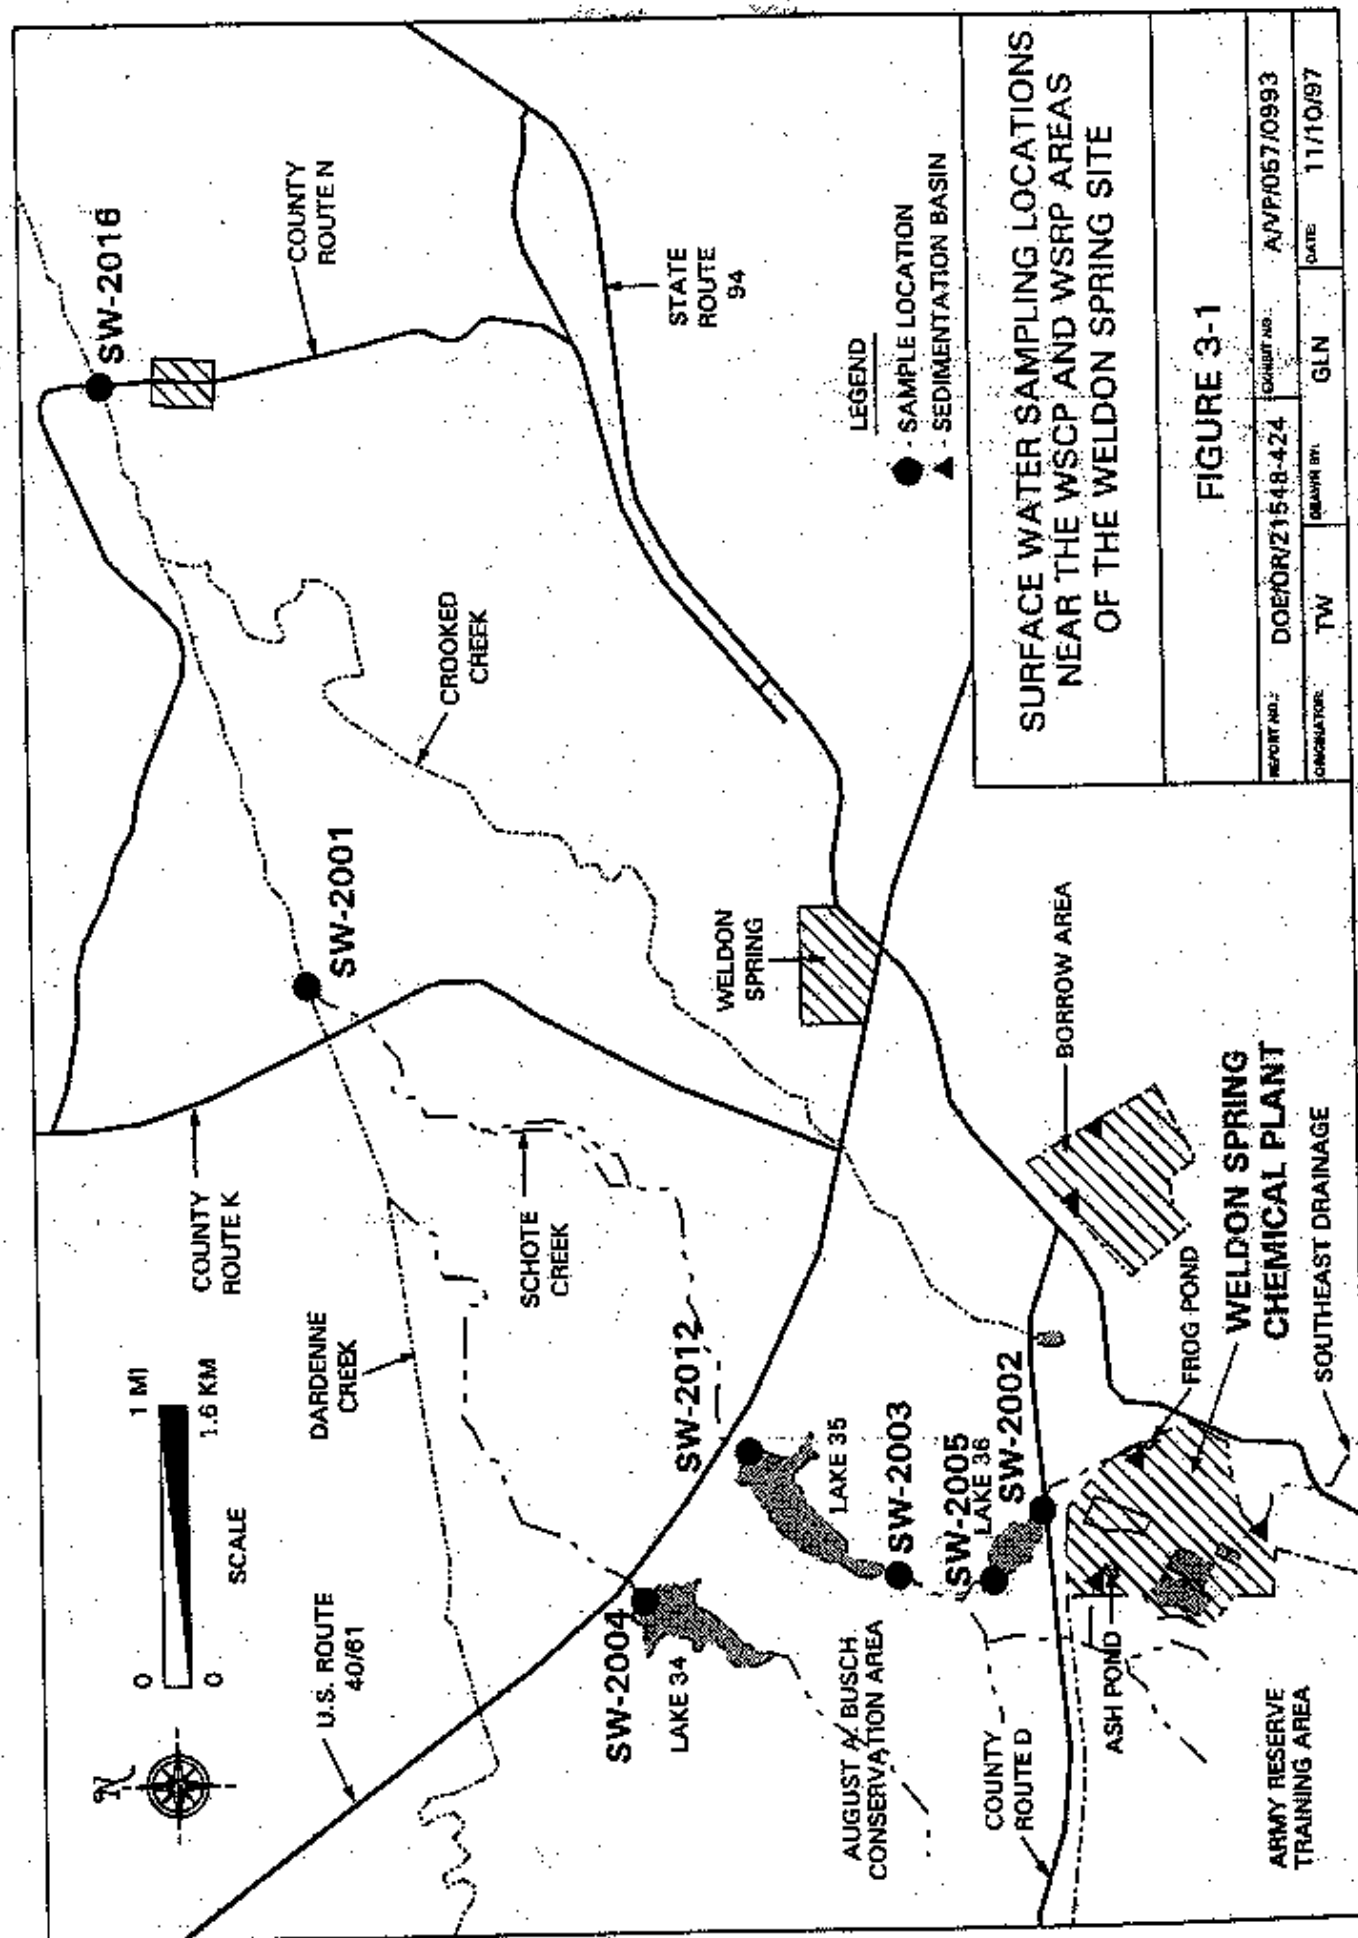 N
0
1 MI
0
1.6 KM
SCALE
U.S. ROUTE
40/61
DARDENNE
CREEK
COUNTY
ROUTE K
SW-2001
SW-2016
COUNTY
ROUTE N
SCHOTE
CREEK
CROOKED
CREEK
STATE
ROUTE
94
SW-2004
LAKE 34
SW-2012
LAKE 35
SW-2003
SW-2005
LAKE 36
SW-2002
WELDON
SPRING
AUGUST A. BUSCH
CONSERVATION AREA
COUNTY
ROUTE D
ASH POND
ARMY RESERVE
TRAINING AREA
BORROW AREA
FROG POND
WELDON SPRING
CHEMICAL PLANT
SOUTHEAST DRAINAGE
LEGEND
- SAMPLE LOCATION
- SEDIMENTATION BASIN
SURFACE WATER SAMPLING LOCATIONS
NEAR THE WSCP AND WSRP AREAS
OF THE WELDON SPRING SITE
FIGURE 3-1
REPORT NO.: DOE/OR/21548-424 EXHIBIT NO.: A/VP/057/0993
ORIGINATOR: TW DRAWN BY: GLN DATE: 11/10/97